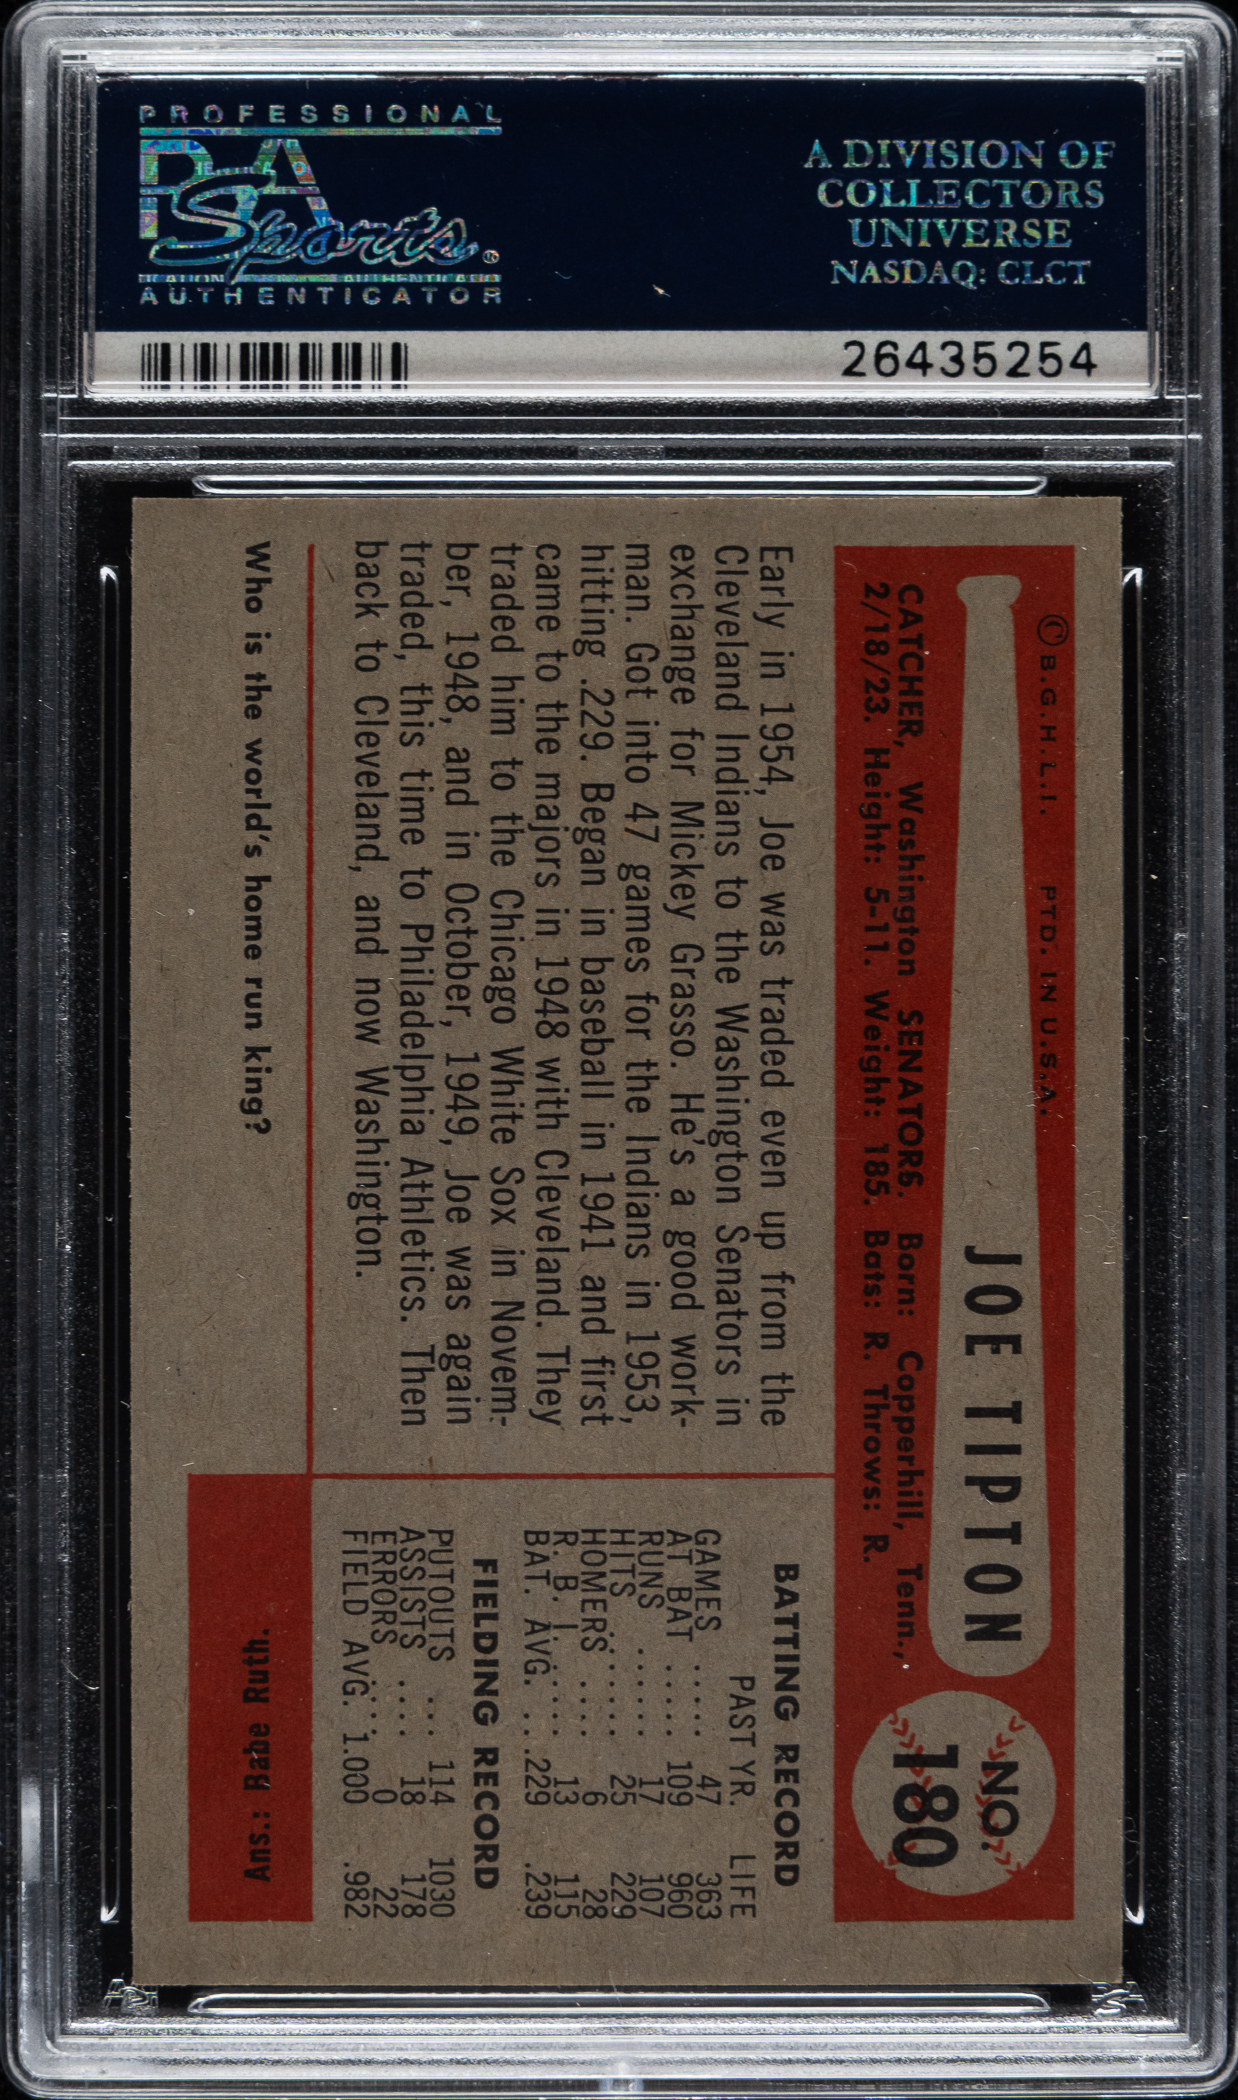 PROFESSIONAL
PSA
Sports
AUTHENTICATOR
A DIVISION OF
COLLECTORS
UNIVERSE
NASDAQ: CLCT
26435254
© B.G.H.L.I. PTD. IN U.S.A.
JOE TIPTON
NO.
180
CATCHER, Washington SENATORS. Born: Copperhill, Tenn.,
2/18/23. Height: 5-11. Weight: 185. Bats: R. Throws: R.
Early in 1954, Joe was traded even up from the
Cleveland Indians to the Washington Senators in
exchange for Mickey Grasso. He's a good work-
man. Got into 47 games for the Indians in 1953,
hitting .229. Began in baseball in 1941 and first
came to the majors in 1948 with Cleveland. They
traded him to the Chicago White Sox in Novem-
ber, 1948, and in October, 1949, Joe was again
traded, this time to Philadelphia Athletics. Then
back to Cleveland, and now Washington.
BATTING RECORD
PAST YR. LIFE
GAMES ..... 47 363
AT BAT ..... 109 960
RUNS ...... 17 107
HITS ...... 25 229
HOMERS ..... 6 28
R. B. I. .... 13 115
BAT. AVG. .. .229 .239
FIELDING RECORD
PUTOUTS ... 114 1030
ASSISTS .... 18 178
ERRORS .... 0 22
FIELD AVG. 1.000 .982
Who is the world's home run king?
Ans.: Babe Ruth.